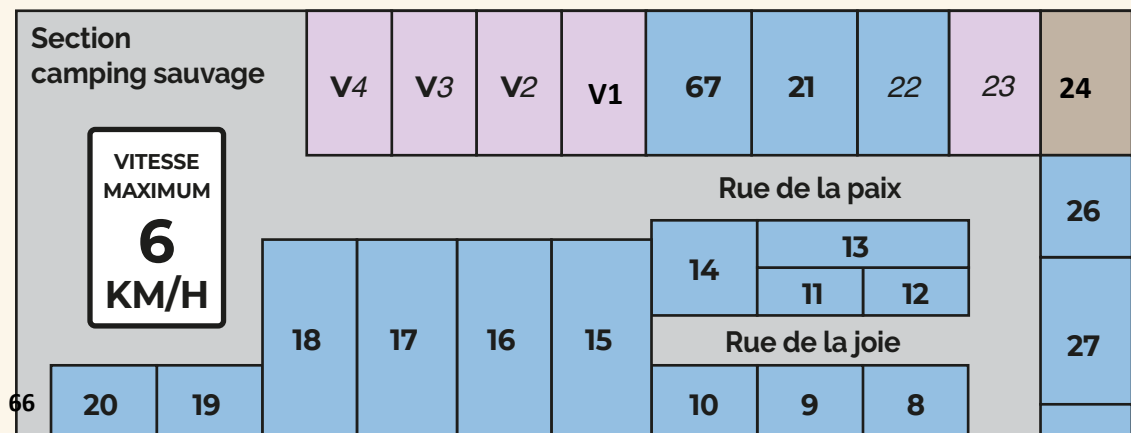 Section
camping sauvage
V4 V3 V2 V1 67 21 22 23 24
VITESSE
MAXIMUM
6
KM/H
Rue de la paix
26
14 13
11 12
18 17 16 15
Rue de la joie
27
66 20 19 10 9 8